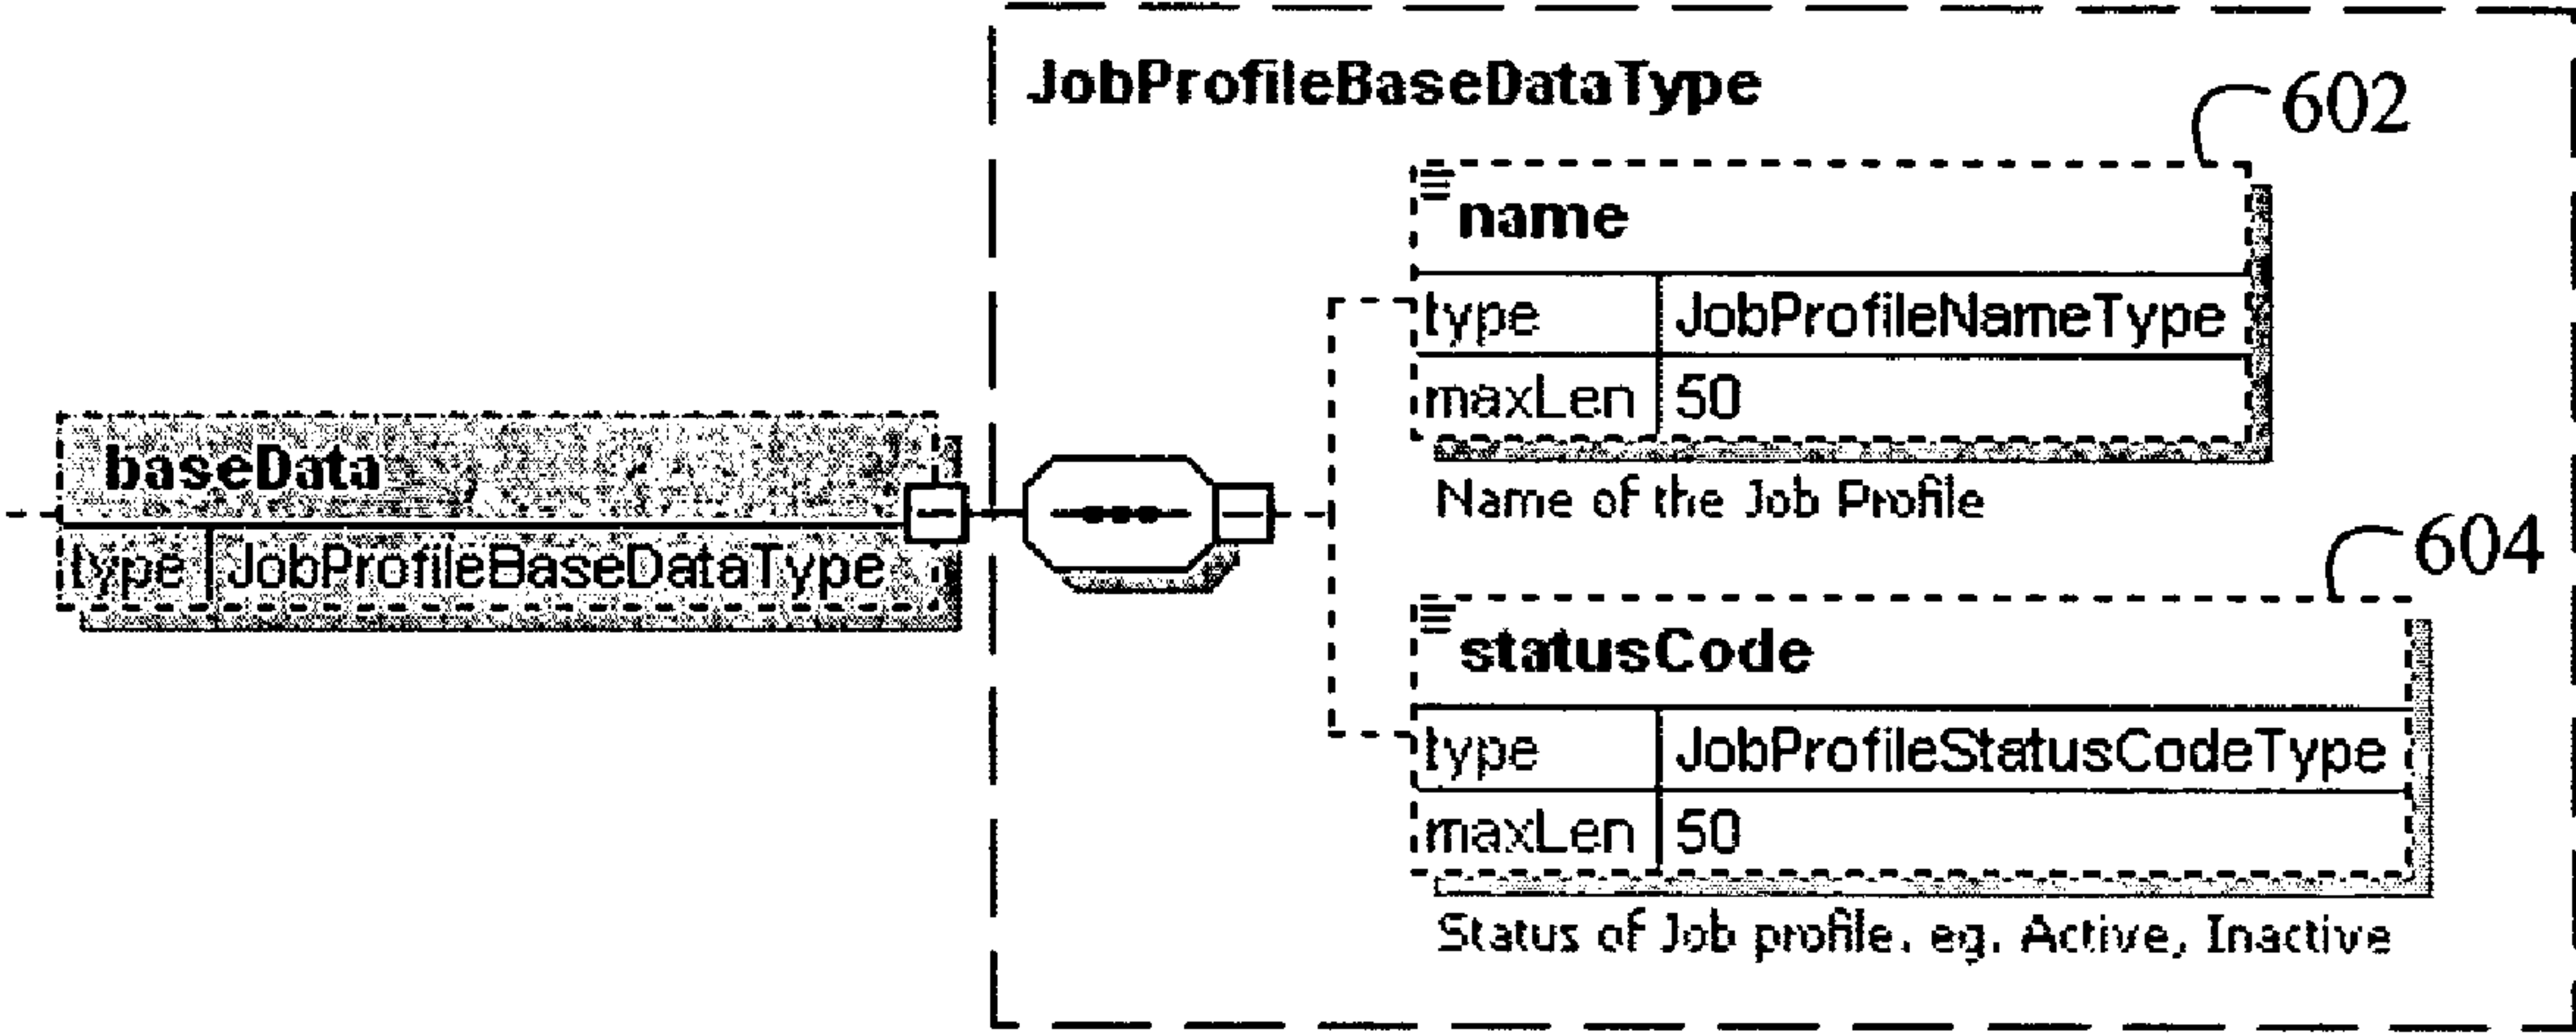 JobProfileBaseDataType
602
name
type JobProfileNameType
maxLen 50
Name of the Job Profile
baseData
type JobProfileBaseDataType
604
statusCode
type JobProfileStatusCodeType
maxLen 50
Status of Job profile. eg. Active, Inactive